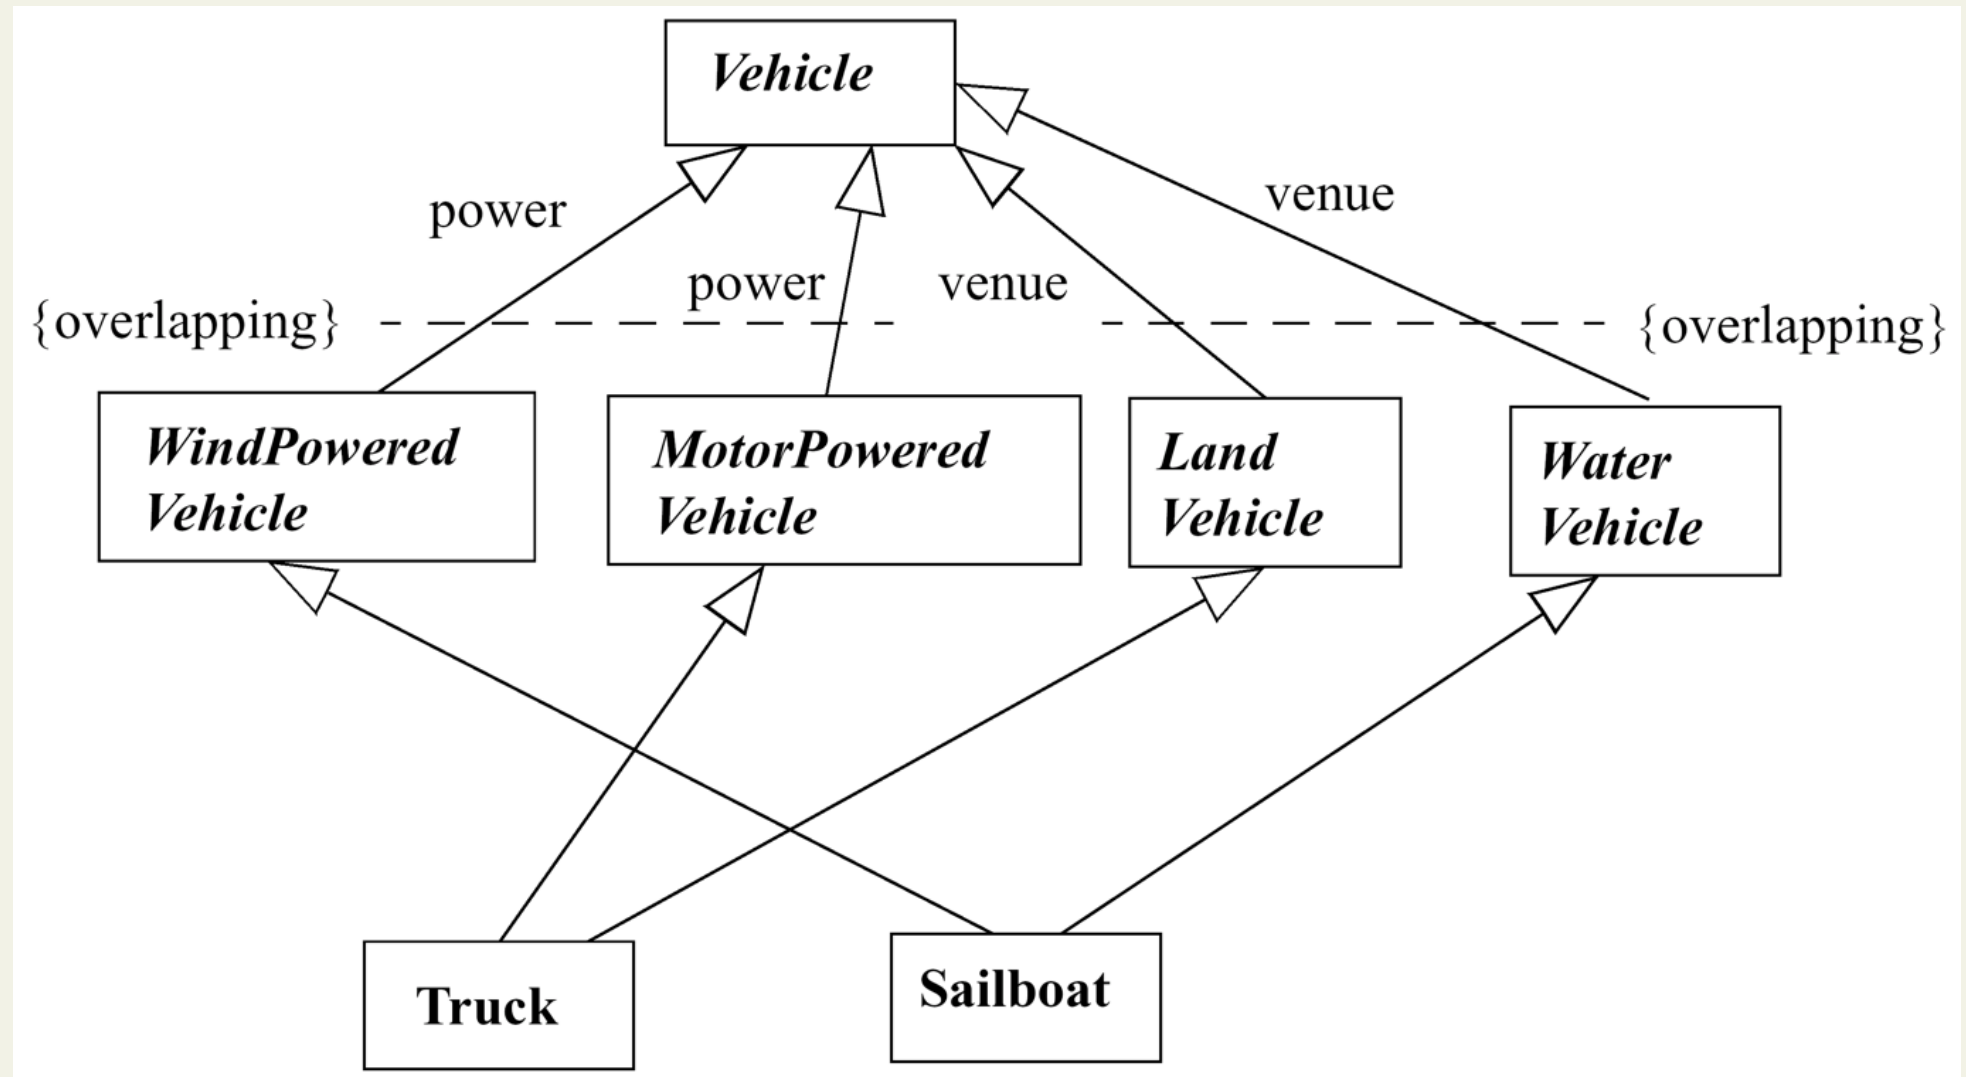 Vehicle
power
venue
power
venue
{overlapping}
{overlapping}
WindPowered
Vehicle
MotorPowered
Vehicle
Land
Vehicle
Water
Vehicle
Truck
Sailboat